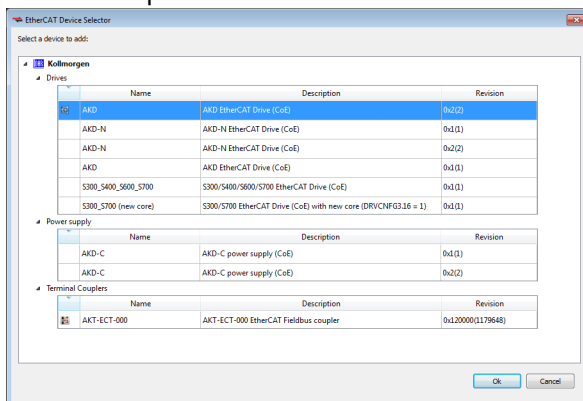 EtherCAT Device Selector
Select a device to add:
Kollmorgen
Drives
Name Description Revision
AKD AKD EtherCAT Drive (CoE) 0x2(2)
AKD-N AKD-N EtherCAT Drive (CoE) 0x1(1)
AKD-N AKD-N EtherCAT Drive (CoE) 0x2(2)
AKD AKD EtherCAT Drive (CoE) 0x1(1)
S300_S400_S600_S700 S300/S400/S600/S700 EtherCAT Drive (CoE) 0x1(1)
S300_S700 (new core) S300/S700 EtherCAT Drive (CoE) with new core (DRVCNFG3.16 = 1) 0x1(1)
Power supply
Name Description Revision
AKD-C AKD-C power supply (CoE) 0x1(1)
AKD-C AKD-C power supply (CoE) 0x2(2)
Terminal Couplers
Name Description Revision
AKT-ECT-000 AKT-ECT-000 EtherCAT Fieldbus coupler 0x120000(1179648)
Ok Cancel